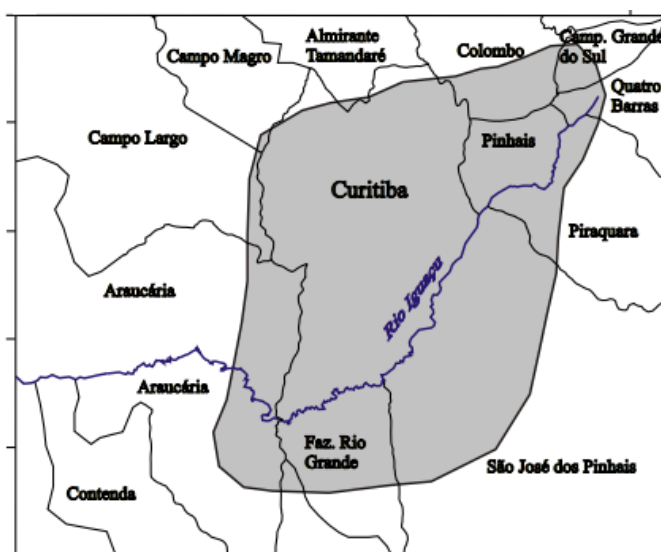 Almirante
Tamandaré
Camp. Grande
do Sul
Campo Magro
Colombo
Quatro
Barras
Campo Largo
Pinhais
Curitiba
Piraquara
Rio Iguaçu
Araucária
Araucária
Faz. Rio
Grande
São José dos Pinhais
Contenda